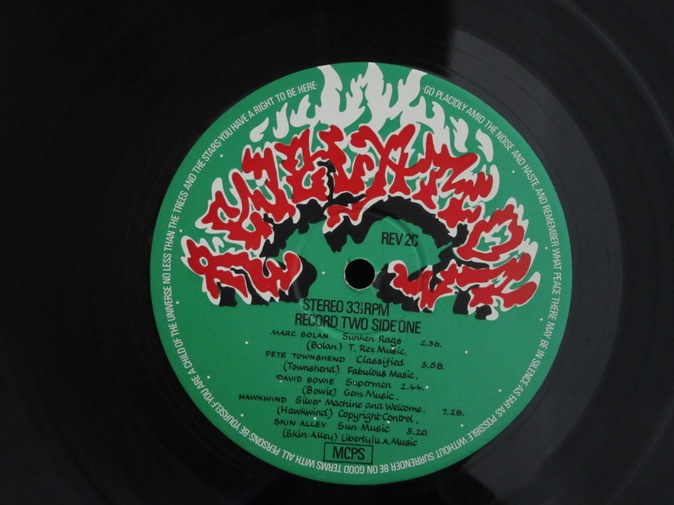 GO PLACIDLY AMID THE NOISE AND HASTE, AND REMEMBER WHAT PEACE THERE MAY BE IN SILENCE·AS FAR AS POSSIBLE WITHOUT SURRENDER BE ON GOOD TERMS WITH ALL PERSONS BE YOURSELF·YOU ARE A CHILD OF THE UNIVERSE NO LESS THAN THE TREES AND THE STARS YOU HAVE A RIGHT TO BE HERE·
REVELATION
REV 2C
STEREO 33⅓RPM
RECORD TWO SIDE ONE
MARC BOLAN Sunken Rags 2.36.
(Bolan) T. Rex Music.
PETE TOWNSHEND Classified 3.58.
(Townshend) Fabulous Music.
DAVID BOWIE Supermen 2.44.
(Bowie) Gem Music.
HAWKWIND Silver Machine and Welcome. 7.28.
(Hawkwind) Copyright Control.
SKIN ALLEY Sun Music 5.20.
(Skin Alley) Liberty/U.A. Music
MCPS